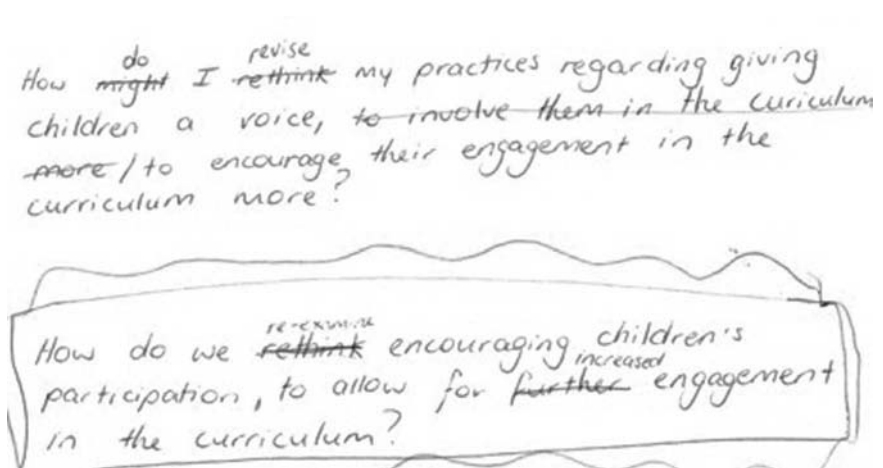 do revise
How might I rethink my practices regarding giving
children a voice, to involve them in the curiculum
more / to encourage their engagement in the
curriculum more?
re-examine
How do we rethink encouraging children's
increased
participation, to allow for further engagement
in the curriculum?